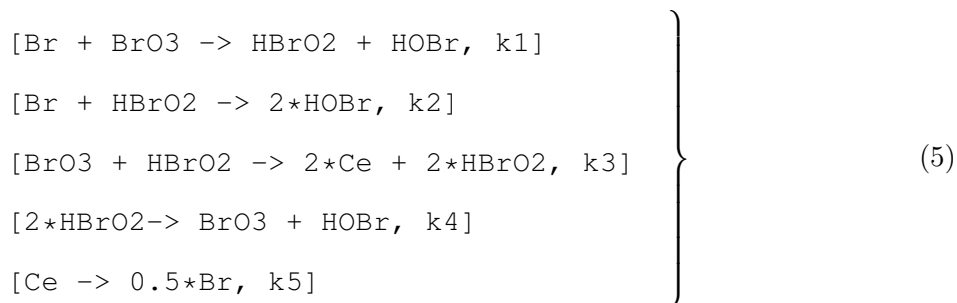 [Br + BrO3 -> HBrO2 + HOBr, k1]
[Br + HBrO2 -> 2*HOBr, k2]
[BrO3 + HBrO2 -> 2*Ce + 2*HBrO2, k3]
(5)
[2*HBrO2-> BrO3 + HOBr, k4]
[Ce -> 0.5*Br, k5]